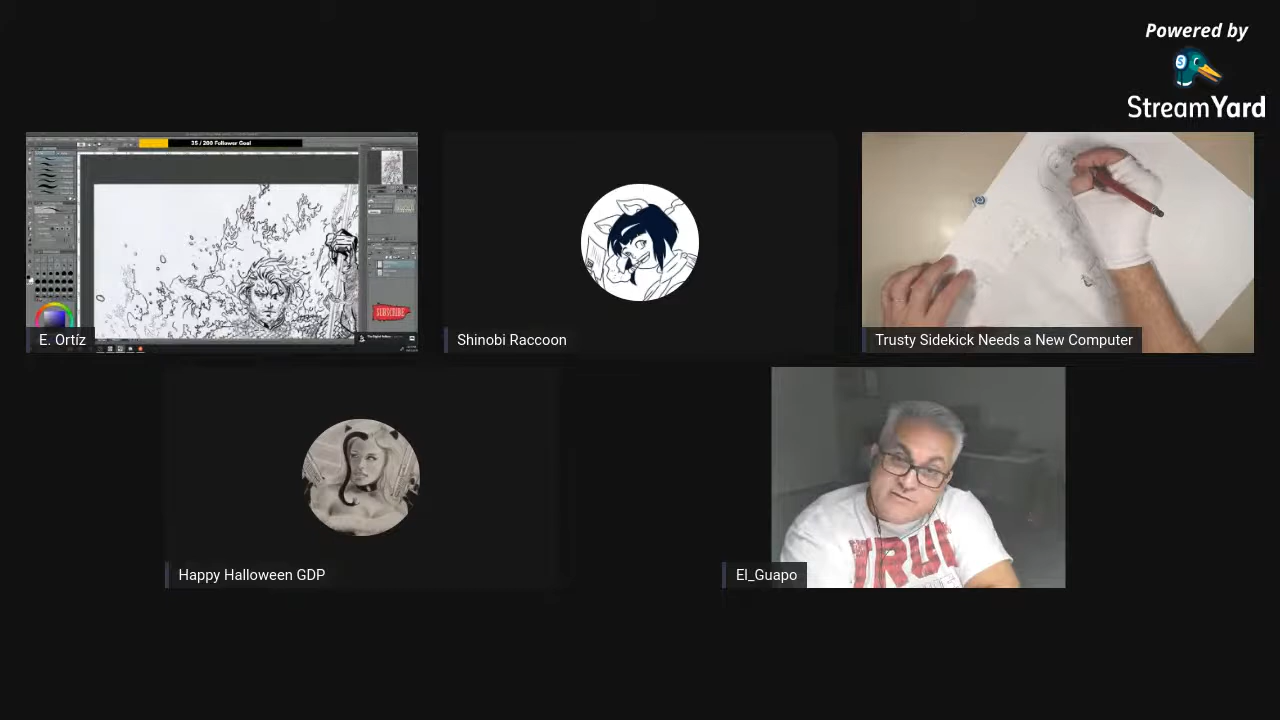 Powered by
StreamYard
25 / 200 Follower Goal
SUBSCRIBE
E. Ortíz
Shinobi Raccoon
Trusty Sidekick Needs a New Computer
TRUE
Happy Halloween GDP
El_Guapo